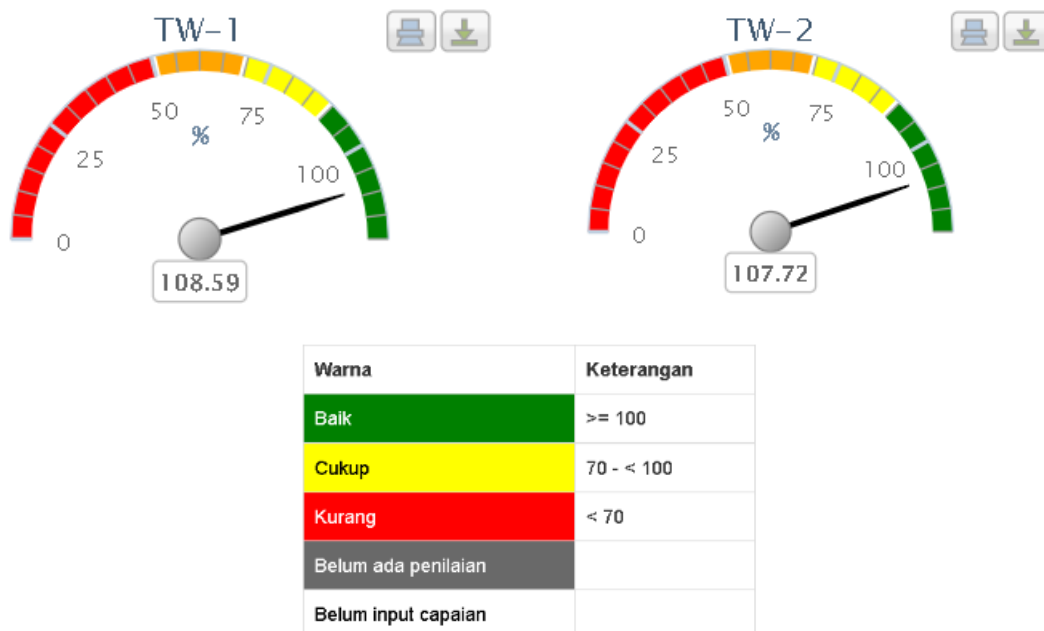 TW-1
0
25
50
75
100
%
108.59
TW-2
0
25
50
75
100
%
107.72
Warna Keterangan
Baik >= 100
Cukup 70 - < 100
Kurang < 70
Belum ada penilaian
Belum input capaian